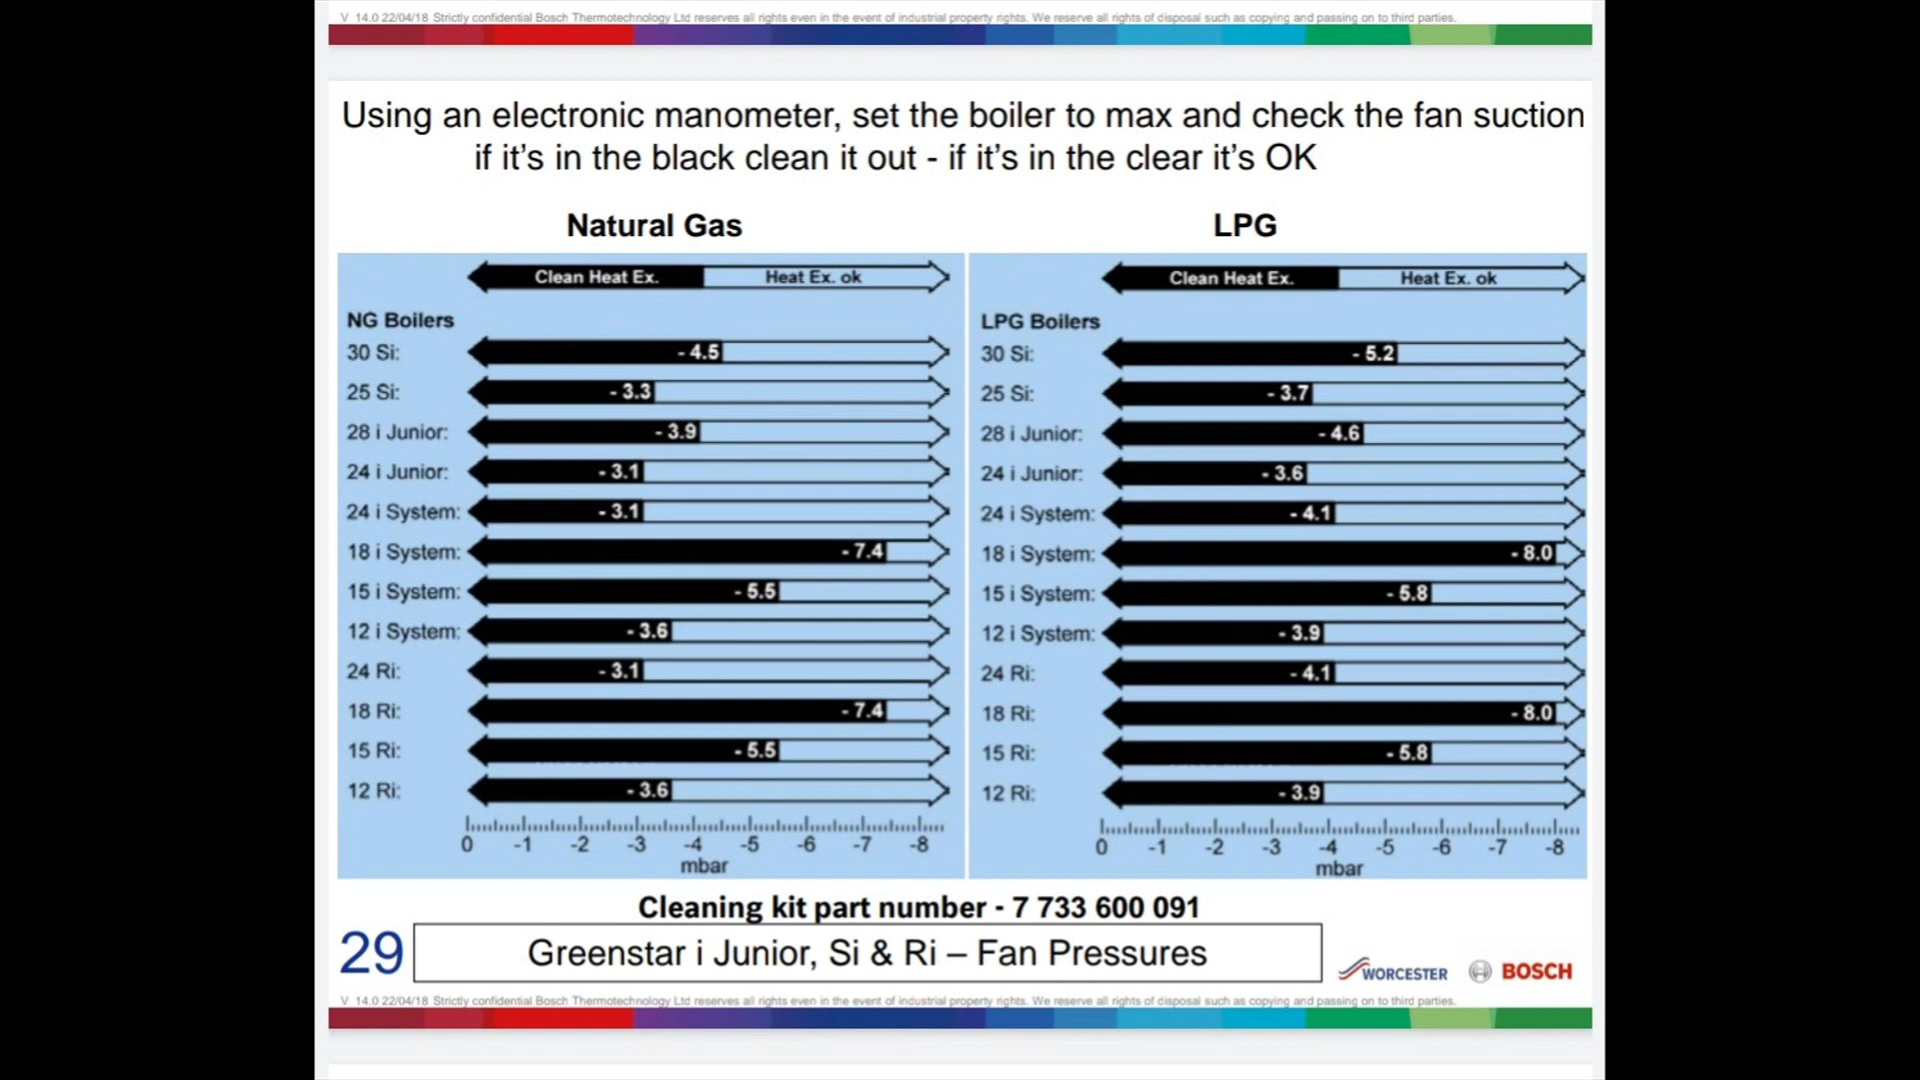 V 14.0 22/04/18 Strictly confidential Bosch Thermotechnology Ltd reserves all rights even in the event of industrial property rights. We reserve all rights of disposal such as copying and passing on to third parties.
Using an electronic manometer, set the boiler to max and check the fan suction
if it's in the black clean it out - if it's in the clear it's OK
Natural Gas
Clean Heat Ex. Heat Ex. ok
NG Boilers
30 Si: - 4.5
25 Si: - 3.3
28 i Junior: - 3.9
24 i Junior: - 3.1
24 i System: - 3.1
18 i System: - 7.4
15 i System: - 5.5
12 i System: - 3.6
24 Ri: - 3.1
18 Ri: - 7.4
15 Ri: - 5.5
12 Ri: - 3.6
0 -1 -2 -3 -4 -5 -6 -7 -8
mbar
LPG
Clean Heat Ex. Heat Ex. ok
LPG Boilers
30 Si: - 5.2
25 Si: - 3.7
28 i Junior: - 4.6
24 i Junior: - 3.6
24 i System: - 4.1
18 i System: - 8.0
15 i System: - 5.8
12 i System: - 3.9
24 Ri: - 4.1
18 Ri: - 8.0
15 Ri: - 5.8
12 Ri: - 3.9
0 -1 -2 -3 -4 -5 -6 -7 -8
mbar
Cleaning kit part number - 7 733 600 091
29
Greenstar i Junior, Si & Ri – Fan Pressures
WORCESTER
BOSCH
V 14.0 22/04/18 Strictly confidential Bosch Thermotechnology Ltd reserves all rights even in the event of industrial property rights. We reserve all rights of disposal such as copying and passing on to third parties.